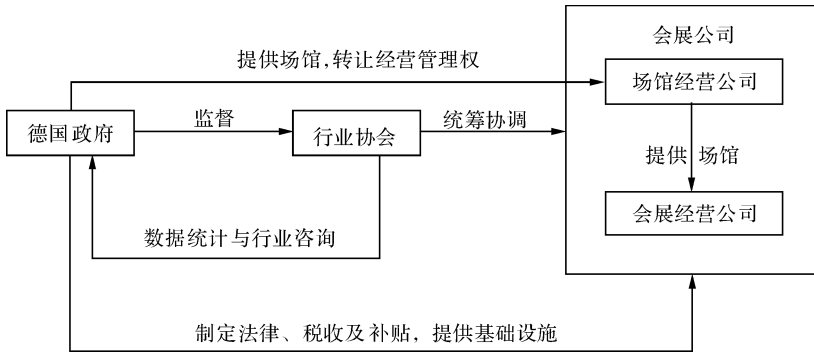 会展公司
提供场馆,转让经营管理权
场馆经营公司
德国政府
监督
行业协会
统筹协调
提供 场馆
会展经营公司
数据统计与行业咨询
制定法律、税收及补贴，提供基础设施